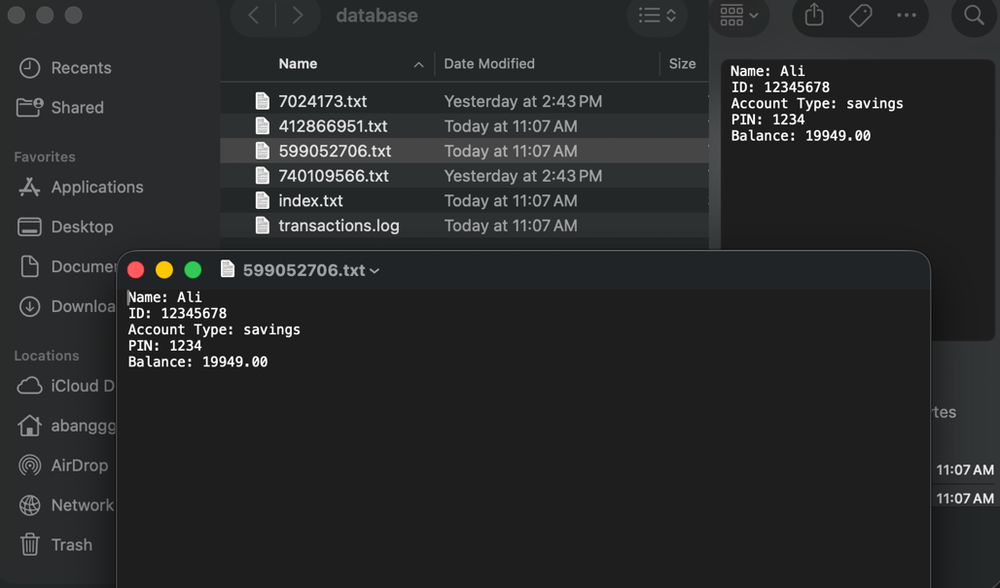 database
Recents
Shared
Favorites
Applications
Desktop
Documen
Downloa
Locations
iCloud D
abanggg
AirDrop
Network
Trash
Name Date Modified Size
7024173.txt Yesterday at 2:43 PM
412866951.txt Today at 11:07 AM
599052706.txt Today at 11:07 AM
740109566.txt Yesterday at 2:43 PM
index.txt Today at 11:07 AM
transactions.log Today at 11:07 AM
Name: Ali
ID: 12345678
Account Type: savings
PIN: 1234
Balance: 19949.00
tes
11:07 AM
11:07 AM
599052706.txt
Name: Ali
ID: 12345678
Account Type: savings
PIN: 1234
Balance: 19949.00